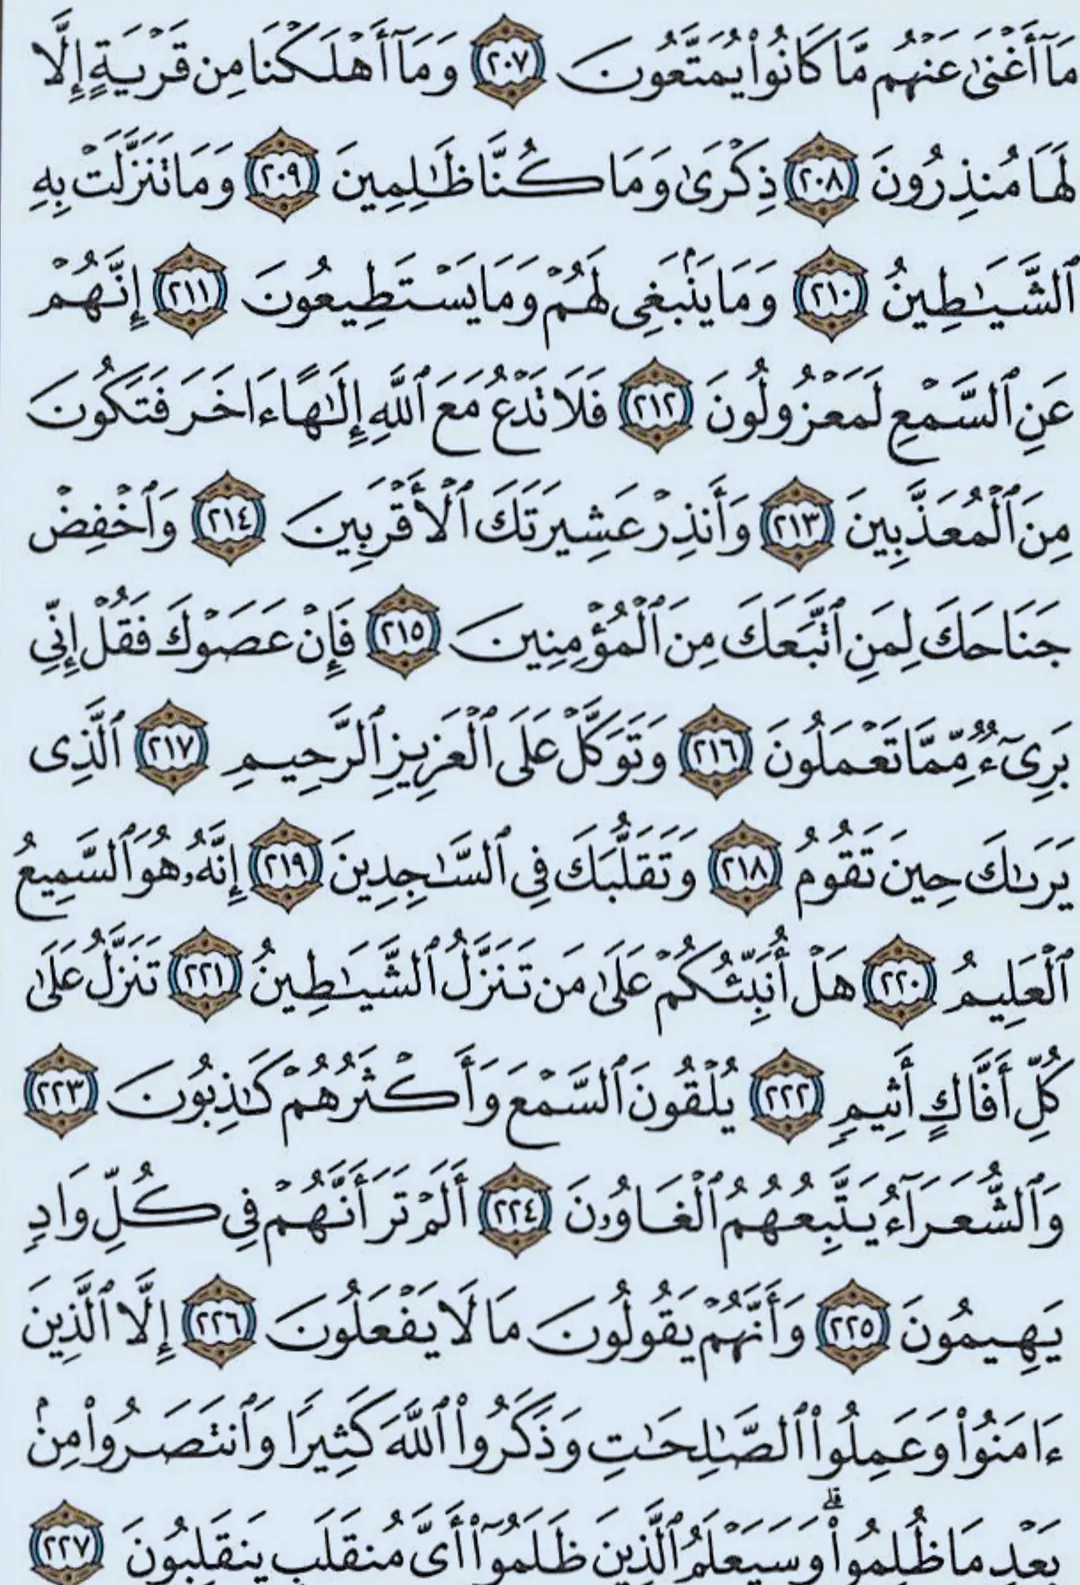 مَآ أَغْنَىٰ عَنْهُم مَّا كَانُوا۟ يُمَتَّعُونَ ٢٠٧ وَمَآ أَهْلَكْنَا مِن قَرْيَةٍ إِلَّا
لَهَا مُنذِرُونَ ٢٠٨ ذِكْرَىٰ وَمَا كُنَّا ظَـٰلِمِينَ ٢٠٩ وَمَا تَنَزَّلَتْ بِهِ
ٱلشَّيَـٰطِينُ ٢١٠ وَمَا يَنۢبَغِى لَهُمْ وَمَا يَسْتَطِيعُونَ ٢١١ إِنَّهُمْ
عَنِ ٱلسَّمْعِ لَمَعْزُولُونَ ٢١٢ فَلَا تَدْعُ مَعَ ٱللَّهِ إِلَـٰهًا ءَاخَرَ فَتَكُونَ
مِنَ ٱلْمُعَذَّبِينَ ٢١٣ وَأَنذِرْ عَشِيرَتَكَ ٱلْأَقْرَبِينَ ٢١٤ وَٱخْفِضْ
جَنَاحَكَ لِمَنِ ٱتَّبَعَكَ مِنَ ٱلْمُؤْمِنِينَ ٢١٥ فَإِنْ عَصَوْكَ فَقُلْ إِنِّى
بَرِىٓءٌ مِّمَّا تَعْمَلُونَ ٢١٦ وَتَوَكَّلْ عَلَى ٱلْعَزِيزِ ٱلرَّحِيمِ ٢١٧ ٱلَّذِى
يَرَىٰكَ حِينَ تَقُومُ ٢١٨ وَتَقَلُّبَكَ فِى ٱلسَّـٰجِدِينَ ٢١٩ إِنَّهُۥ هُوَ ٱلسَّمِيعُ
ٱلْعَلِيمُ ٢٢٠ هَلْ أُنَبِّئُكُمْ عَلَىٰ مَن تَنَزَّلُ ٱلشَّيَـٰطِينُ ٢٢١ تَنَزَّلُ عَلَىٰ
كُلِّ أَفَّاكٍ أَثِيمٍ ٢٢٢ يُلْقُونَ ٱلسَّمْعَ وَأَكْثَرُهُمْ كَـٰذِبُونَ ٢٢٣
وَٱلشُّعَرَآءُ يَتَّبِعُهُمُ ٱلْغَاوُۥنَ ٢٢٤ أَلَمْ تَرَ أَنَّهُمْ فِى كُلِّ وَادٍ
يَهِيمُونَ ٢٢٥ وَأَنَّهُمْ يَقُولُونَ مَا لَا يَفْعَلُونَ ٢٢٦ إِلَّا ٱلَّذِينَ
ءَامَنُوا۟ وَعَمِلُوا۟ ٱلصَّـٰلِحَـٰتِ وَذَكَرُوا۟ ٱللَّهَ كَثِيرًا وَٱنتَصَرُوا۟ مِنۢ
بَعْدِ مَا ظُلِمُوا۟ ۗ وَسَيَعْلَمُ ٱلَّذِينَ ظَلَمُوٓا۟ أَىَّ مُنقَلَبٍ يَنقَلِبُونَ ٢٢٧